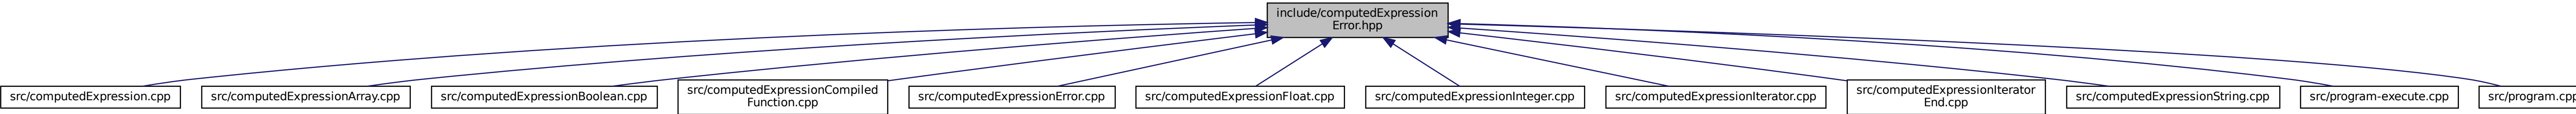 include/computedExpression
Error.hpp
src/computedExpression.cpp
src/computedExpressionArray.cpp
src/computedExpressionBoolean.cpp
src/computedExpressionCompiled
Function.cpp
src/computedExpressionError.cpp
src/computedExpressionFloat.cpp
src/computedExpressionInteger.cpp
src/computedExpressionIterator.cpp
src/computedExpressionIterator
End.cpp
src/computedExpressionString.cpp
src/program-execute.cpp
src/program.cpp